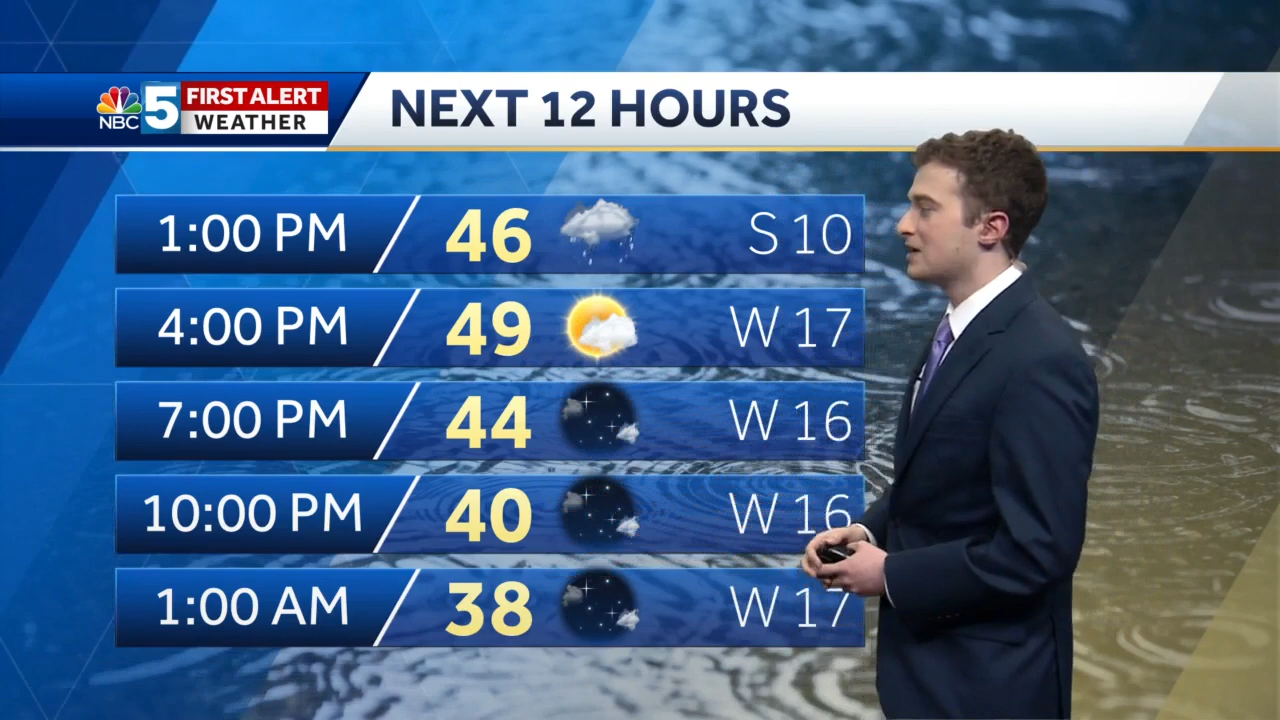 NBC 5 FIRST ALERT WEATHER
NEXT 12 HOURS
1:00 PM 46 S 10
4:00 PM 49 W 17
7:00 PM 44 W 16
10:00 PM 40 W 16
1:00 AM 38 W 17